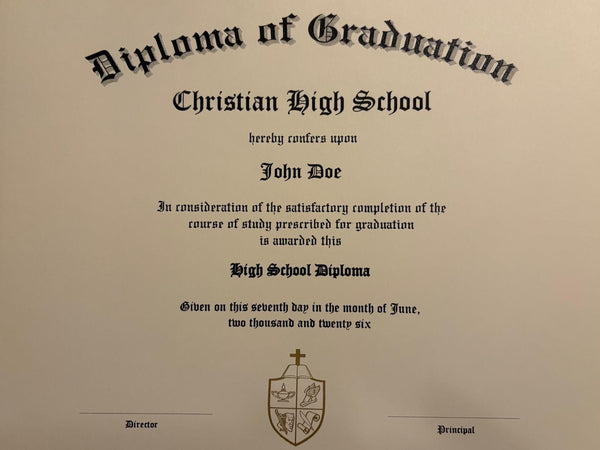 Diploma of Graduation
Christian High School
hereby confers upon
John Doe
In consideration of the satisfactory completion of the
course of study prescribed for graduation
is awarded this
High School Diploma
Given on this seventh day in the month of June,
two thousand and twenty six
Director
Principal